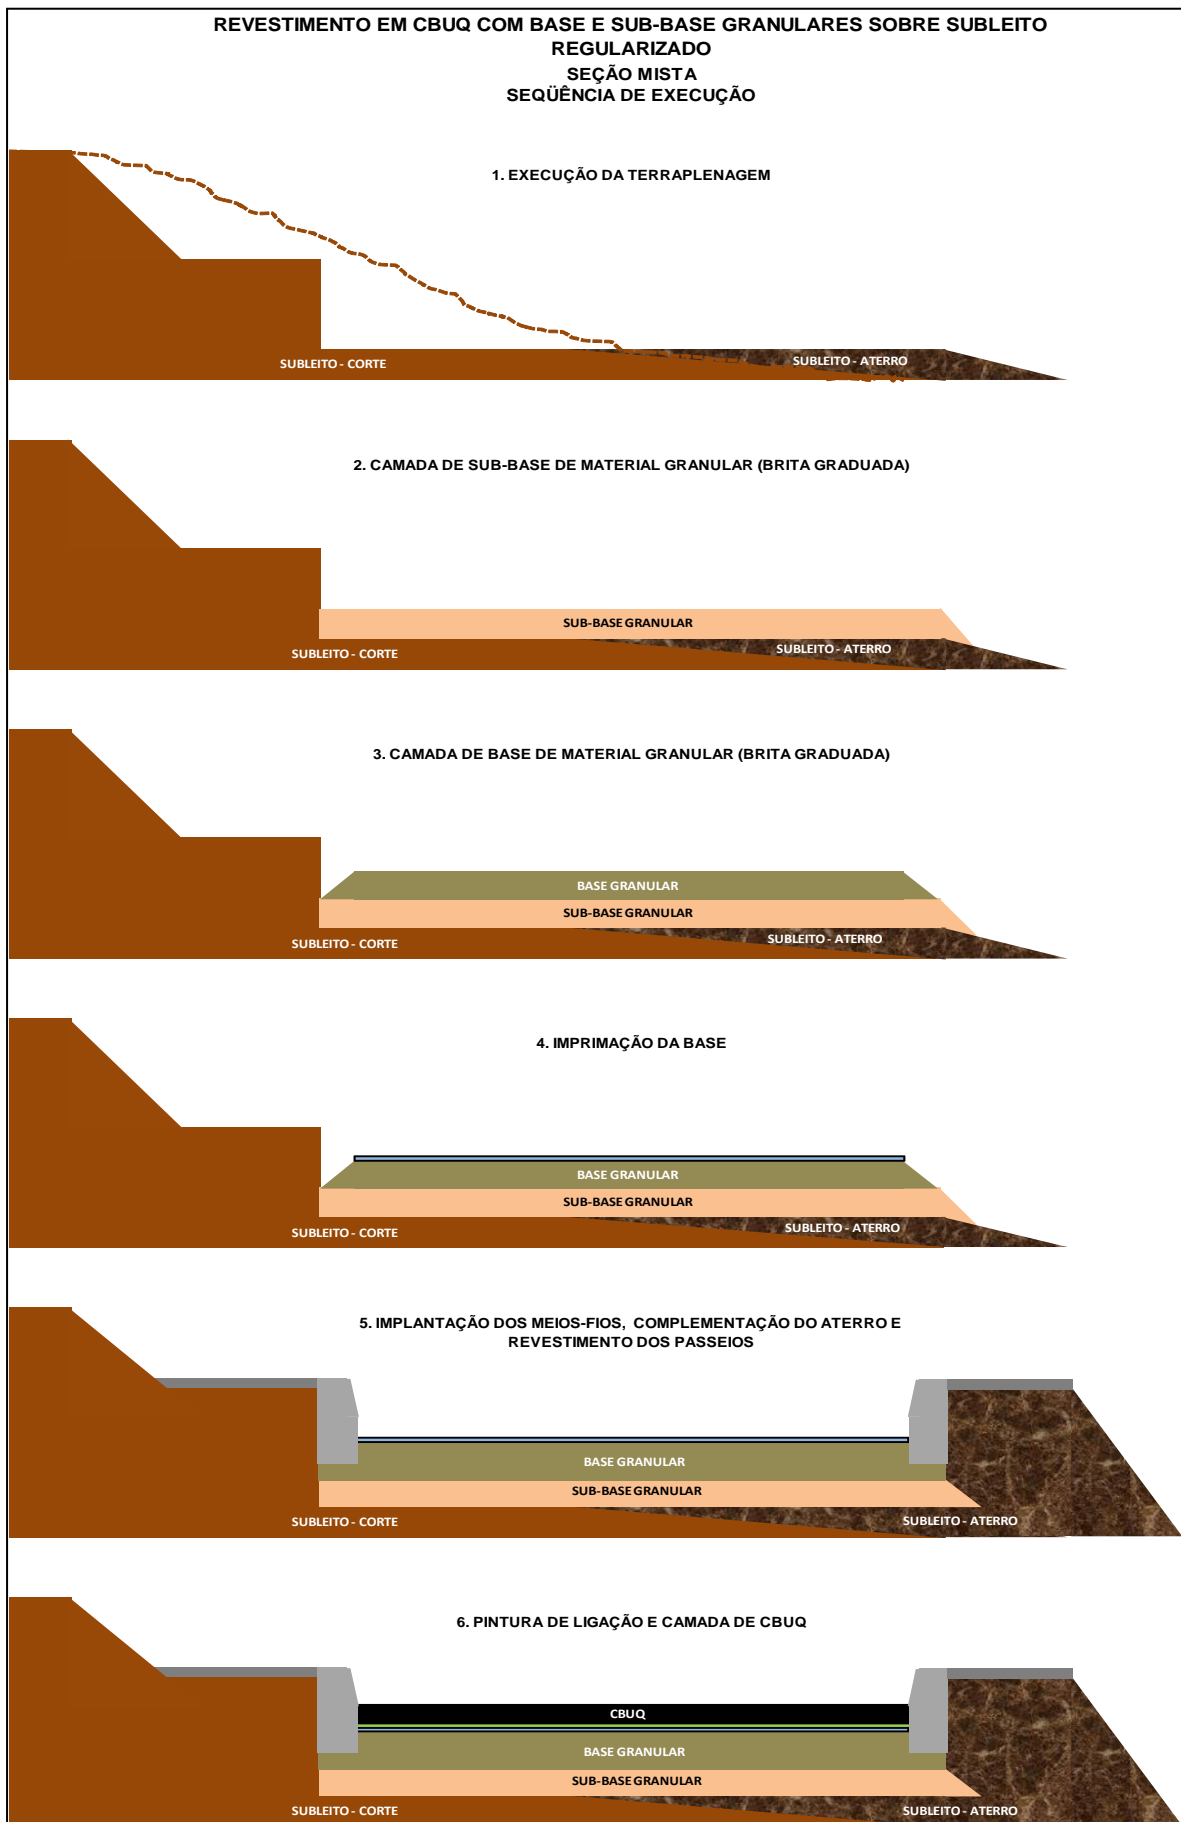 REVESTIMENTO EM CBUQ COM BASE E SUB-BASE GRANULARES SOBRE SUBLEITO
REGULARIZADO
SEÇÃO MISTA
SEQÜÊNCIA DE EXECUÇÃO
1. EXECUÇÃO DA TERRAPLENAGEM
SUBLEITO - CORTE
SUBLEITO - ATERRO
2. CAMADA DE SUB-BASE DE MATERIAL GRANULAR (BRITA GRADUADA)
SUB-BASE GRANULAR
SUBLEITO - CORTE
SUBLEITO - ATERRO
3. CAMADA DE BASE DE MATERIAL GRANULAR (BRITA GRADUADA)
BASE GRANULAR
SUB-BASE GRANULAR
SUBLEITO - CORTE
SUBLEITO - ATERRO
4. IMPRIMAÇÃO DA BASE
BASE GRANULAR
SUB-BASE GRANULAR
SUBLEITO - CORTE
SUBLEITO - ATERRO
5. IMPLANTAÇÃO DOS MEIOS-FIOS, COMPLEMENTAÇÃO DO ATERRO E
REVESTIMENTO DOS PASSEIOS
BASE GRANULAR
SUB-BASE GRANULAR
SUBLEITO - CORTE
SUBLEITO - ATERRO
6. PINTURA DE LIGAÇÃO E CAMADA DE CBUQ
CBUQ
BASE GRANULAR
SUB-BASE GRANULAR
SUBLEITO - CORTE
SUBLEITO - ATERRO